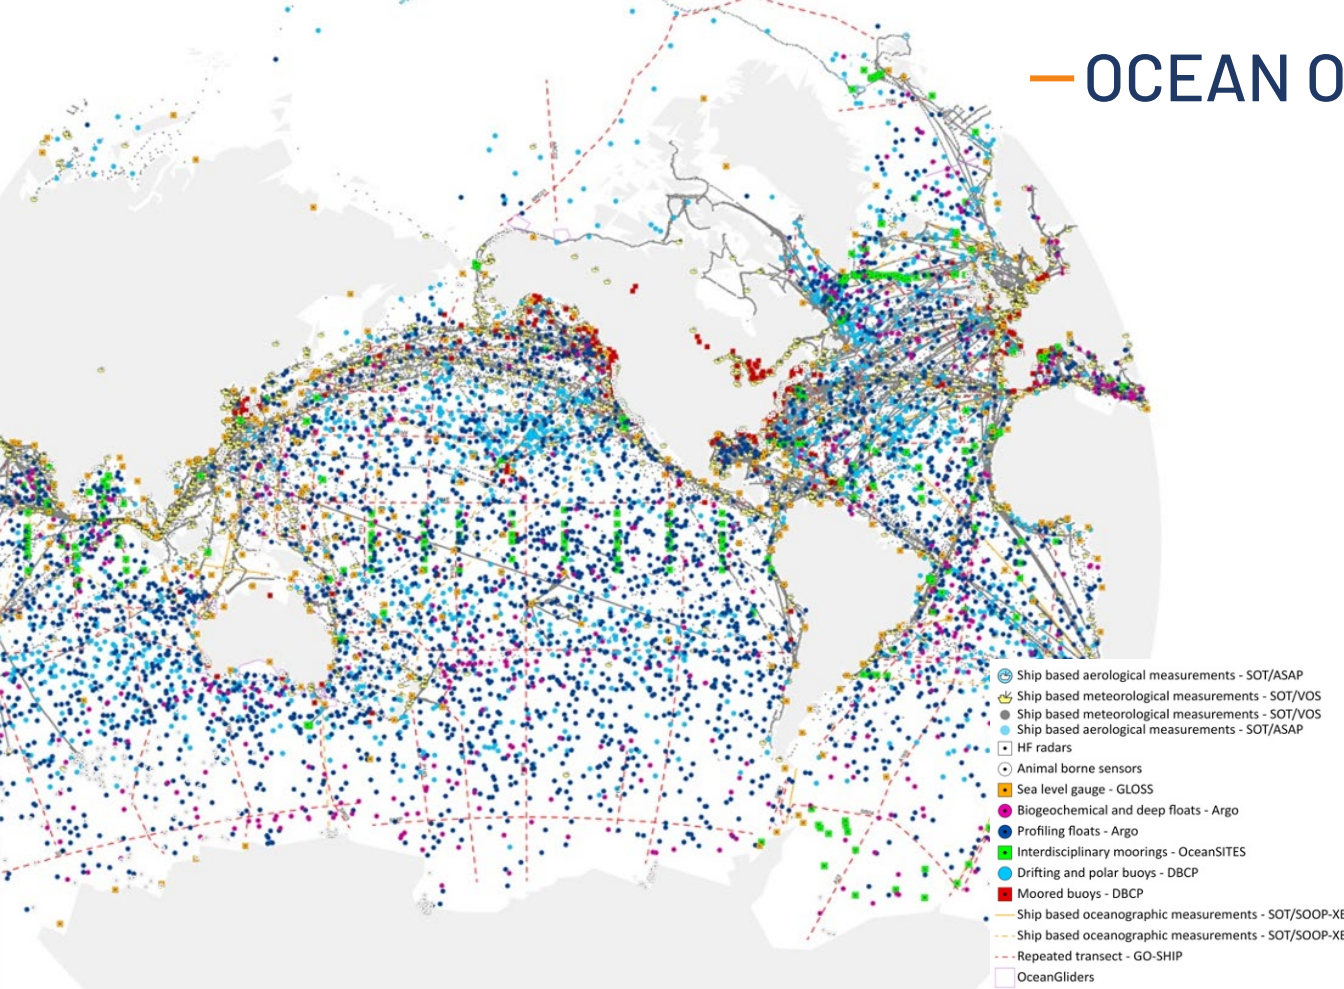 OCEAN O
Ship based aerological measurements - SOT/ASAP
Ship based meteorological measurements - SOT/VOS
Ship based meteorological measurements - SOT/VOS
Ship based aerological measurements - SOT/ASAP
HF radars
Animal borne sensors
Sea level gauge - GLOSS
Biogeochemical and deep floats - Argo
Profiling floats - Argo
Interdisciplinary moorings - OceanSITES
Drifting and polar buoys - DBCP
Moored buoys - DBCP
Ship based oceanographic measurements - SOT/SOOP-XB
Ship based oceanographic measurements - SOT/SOOP-XB
Repeated transect - GO-SHIP
OceanGliders